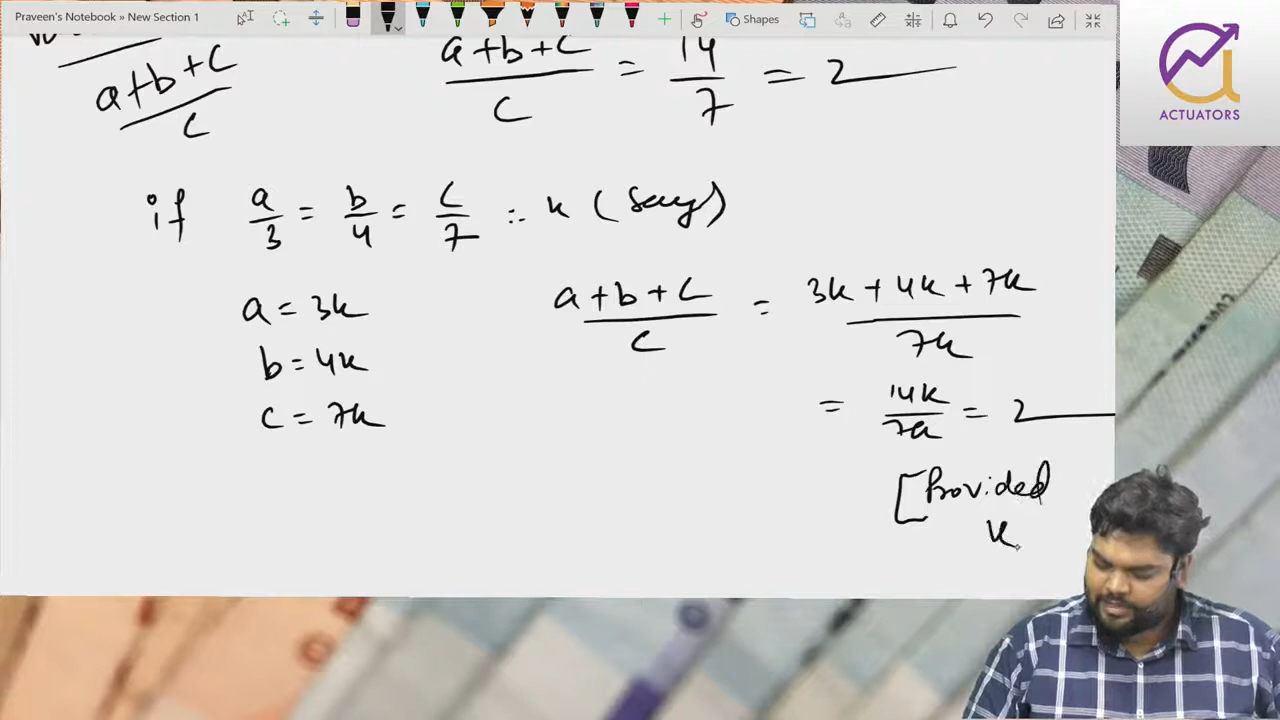 Praveen's Notebook » New Section 1
Shapes
ACTUATORS
a+b+c / c
a+b+c / c = 14 / 7 = 2
if a/3 = b/4 = c/7 = k (say)
a = 3k
b = 4k
c = 7k
a+b+c / c = 3k + 4k + 7k / 7k
= 14k / 7k = 2
[Provided
k